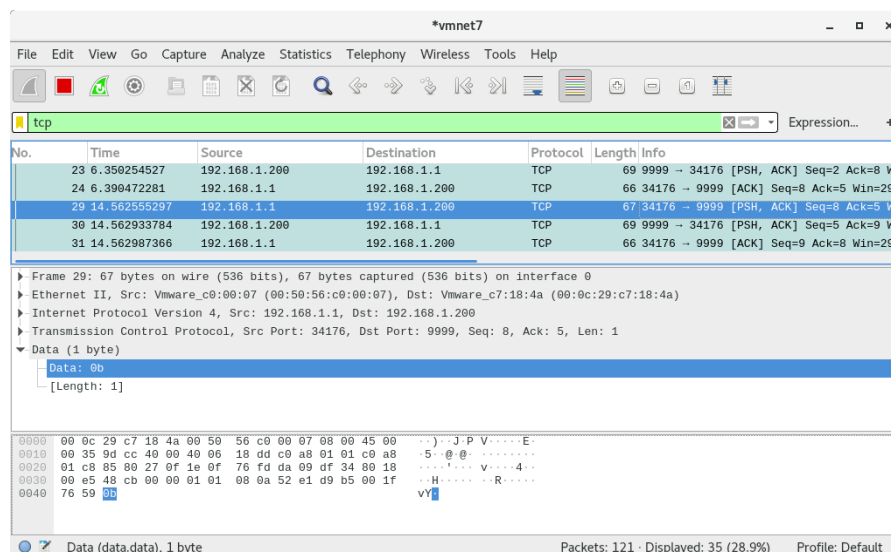 *vmnet7
File Edit View Go Capture Analyze Statistics Telephony Wireless Tools Help
tcp Expression...
No. Time Source Destination Protocol Length Info
23 6.350254527 192.168.1.200 192.168.1.1 TCP 69 9999 → 34176 [PSH, ACK] Seq=2 Ack=8 W
24 6.390472281 192.168.1.1 192.168.1.200 TCP 66 34176 → 9999 [ACK] Seq=8 Ack=5 Win=29
29 14.562555297 192.168.1.1 192.168.1.200 TCP 67 34176 → 9999 [PSH, ACK] Seq=8 Ack=5 W
30 14.562933784 192.168.1.200 192.168.1.1 TCP 69 9999 → 34176 [PSH, ACK] Seq=5 Ack=9 W
31 14.562987366 192.168.1.1 192.168.1.200 TCP 66 34176 → 9999 [ACK] Seq=9 Ack=8 Win=29
Frame 29: 67 bytes on wire (536 bits), 67 bytes captured (536 bits) on interface 0
Ethernet II, Src: Vmware_c0:00:07 (00:50:56:c0:00:07), Dst: Vmware_c7:18:4a (00:0c:29:c7:18:4a)
Internet Protocol Version 4, Src: 192.168.1.1, Dst: 192.168.1.200
Transmission Control Protocol, Src Port: 34176, Dst Port: 9999, Seq: 8, Ack: 5, Len: 1
Data (1 byte)
Data: 0b
[Length: 1]
0000 00 0c 29 c7 18 4a 00 50 56 c0 00 07 08 00 45 00 ··)··J·P V·····E·
0010 00 35 9d cc 40 00 40 06 18 dd c0 a8 01 01 c0 a8 ·5··@·@· ········
0020 01 c8 85 80 27 0f 1e 0f 76 fd da 09 df 34 80 18 ····'··· v····4··
0030 00 e5 48 cb 00 00 01 01 08 0a 52 e1 d9 b5 00 1f ··H····· ··R·····
0040 76 59 0b vY·
Data (data.data), 1 byte Packets: 121 · Displayed: 35 (28.9%) Profile: Default